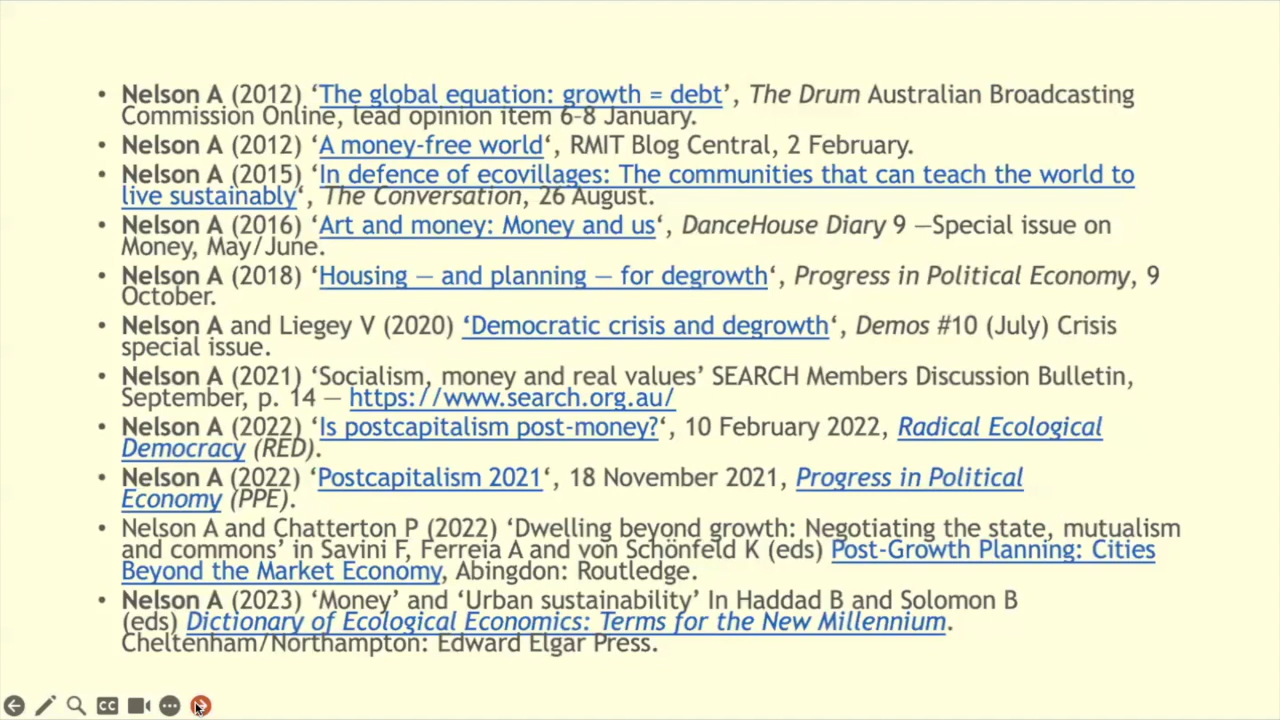 • Nelson A (2012) ‘The global equation: growth = debt’, The Drum Australian Broadcasting
Commission Online, lead opinion item 6–8 January.
• Nelson A (2012) ‘A money-free world‘, RMIT Blog Central, 2 February.
• Nelson A (2015) ‘In defence of ecovillages: The communities that can teach the world to
live sustainably‘, The Conversation, 26 August.
• Nelson A (2016) ‘Art and money: Money and us‘, DanceHouse Diary 9 —Special issue on
Money, May/June.
• Nelson A (2018) ‘Housing — and planning — for degrowth‘, Progress in Political Economy, 9
October.
• Nelson A and Liegey V (2020) ‘Democratic crisis and degrowth‘, Demos #10 (July) Crisis
special issue.
• Nelson A (2021) ‘Socialism, money and real values’ SEARCH Members Discussion Bulletin,
September, p. 14 — https://www.search.org.au/
• Nelson A (2022) ‘Is postcapitalism post-money?‘, 10 February 2022, Radical Ecological
Democracy (RED).
• Nelson A (2022) ‘Postcapitalism 2021‘, 18 November 2021, Progress in Political
Economy (PPE).
• Nelson A and Chatterton P (2022) ‘Dwelling beyond growth: Negotiating the state, mutualism
and commons’ in Savini F, Ferreia A and von Schönfeld K (eds) Post-Growth Planning: Cities
Beyond the Market Economy, Abingdon: Routledge.
• Nelson A (2023) ‘Money’ and ‘Urban sustainability’ In Haddad B and Solomon B
(eds) Dictionary of Ecological Economics: Terms for the New Millennium.
Cheltenham/Northampton: Edward Elgar Press.
CC